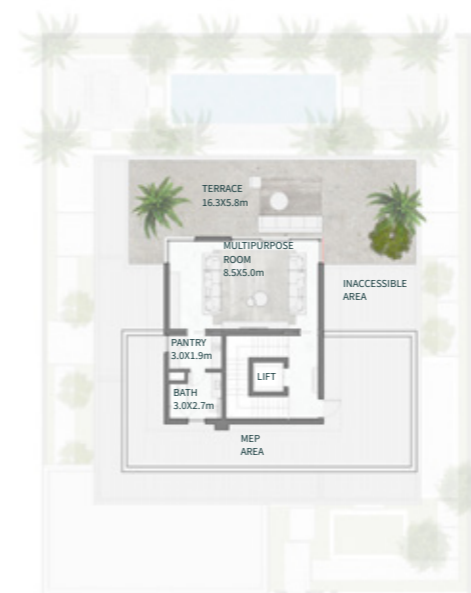 TERRACE
16.3X5.8m
MULTIPURPOSE
ROOM
8.5X5.0m
INACCESSIBLE
AREA
PANTRY
3.0X1.9m
LIFT
BATH
3.0X2.7m
MEP
AREA